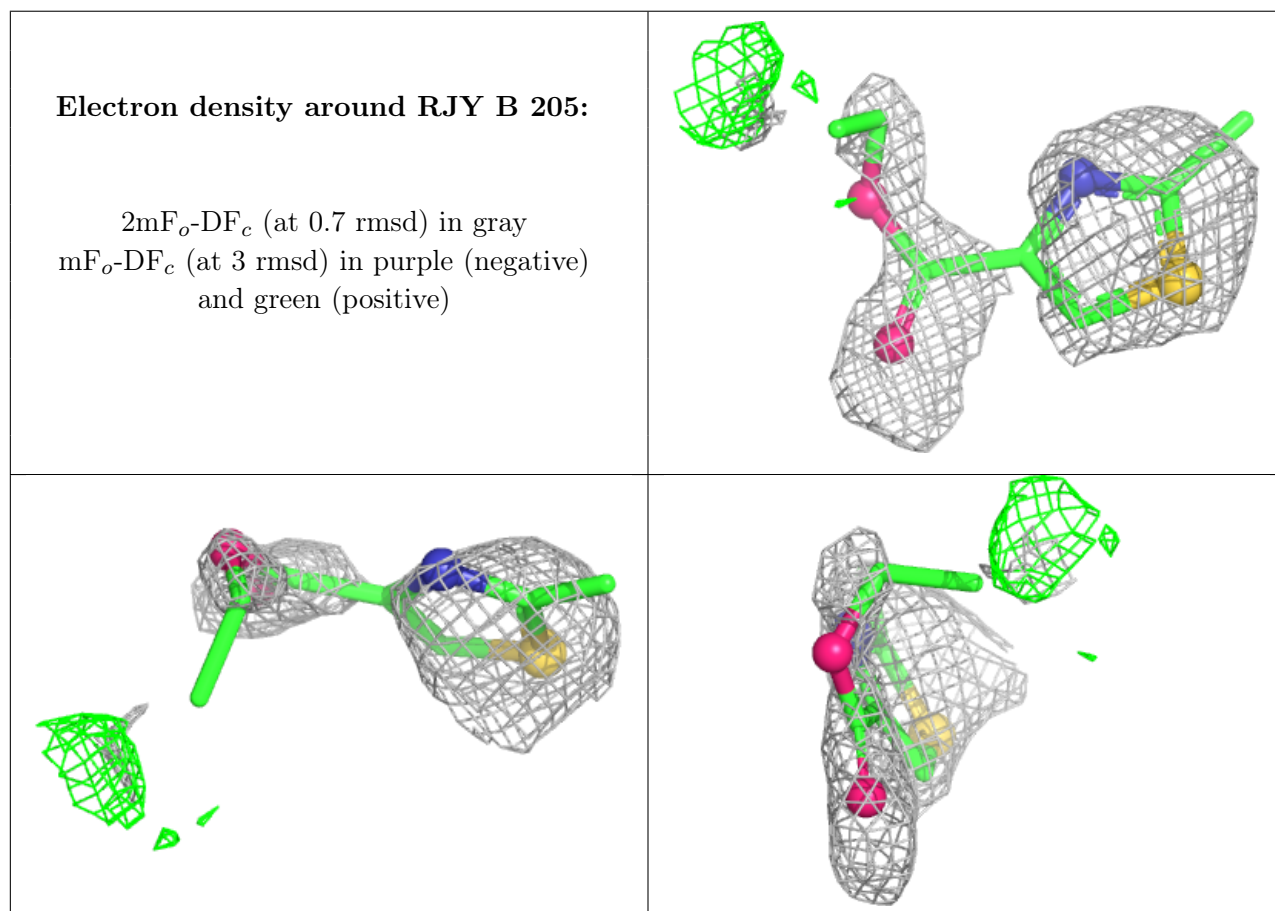 Electron density around RJY B 205:
2mFo-DFc (at 0.7 rmsd) in gray
mFo-DFc (at 3 rmsd) in purple (negative)
and green (positive)